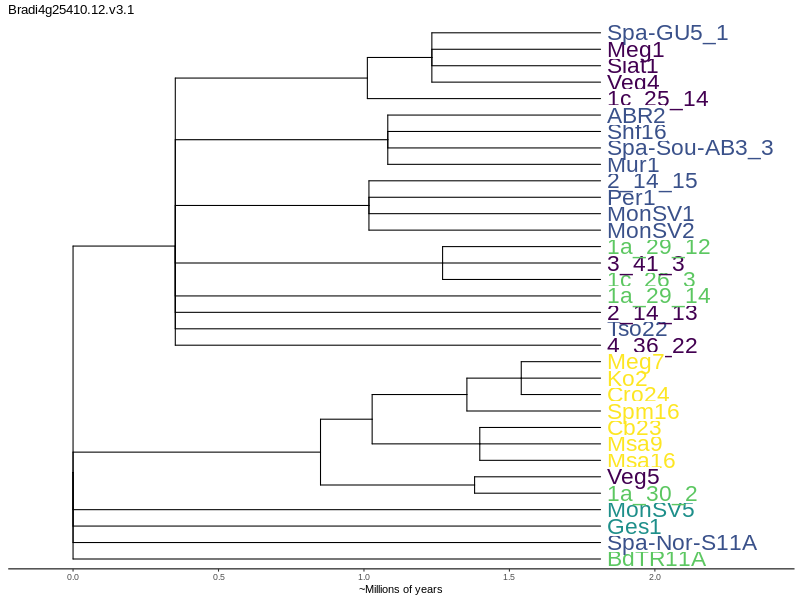 Bradi4g25410.12.v3.1
Spa-GU5_1
Meg1
Siat1
Veg4
1c_25_14
ABR2
Shf16
Spa-Sou-AB3_3
Mur1
2_14_15
Per1
MonSV1
MonSV2
1a_29_12
3_41_3
1c_26_3
1a_29_14
2_14_13
Tso22
4_36_22
Meg7
Ko2
Cro24
Spm16
Cb23
Msa9
Msa16
Veg5
1a_30_2
MonSV5
Ges1
Spa-Nor-S11A
BdTR11A
0.0 0.5 1.0 1.5 2.0
~Millions of years